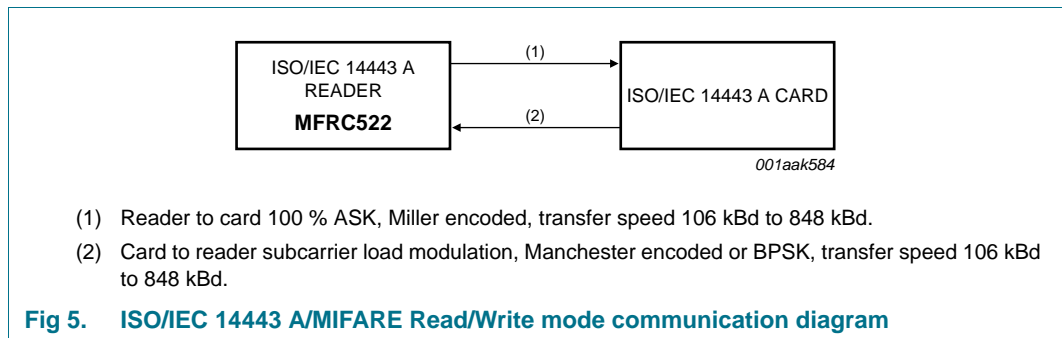 ISO/IEC 14443 A
READER
MFRC522
(1)
(2)
ISO/IEC 14443 A CARD
001aak584
(1) Reader to card 100 % ASK, Miller encoded, transfer speed 106 kBd to 848 kBd.
(2) Card to reader subcarrier load modulation, Manchester encoded or BPSK, transfer speed 106 kBd
to 848 kBd.
Fig 5. ISO/IEC 14443 A/MIFARE Read/Write mode communication diagram